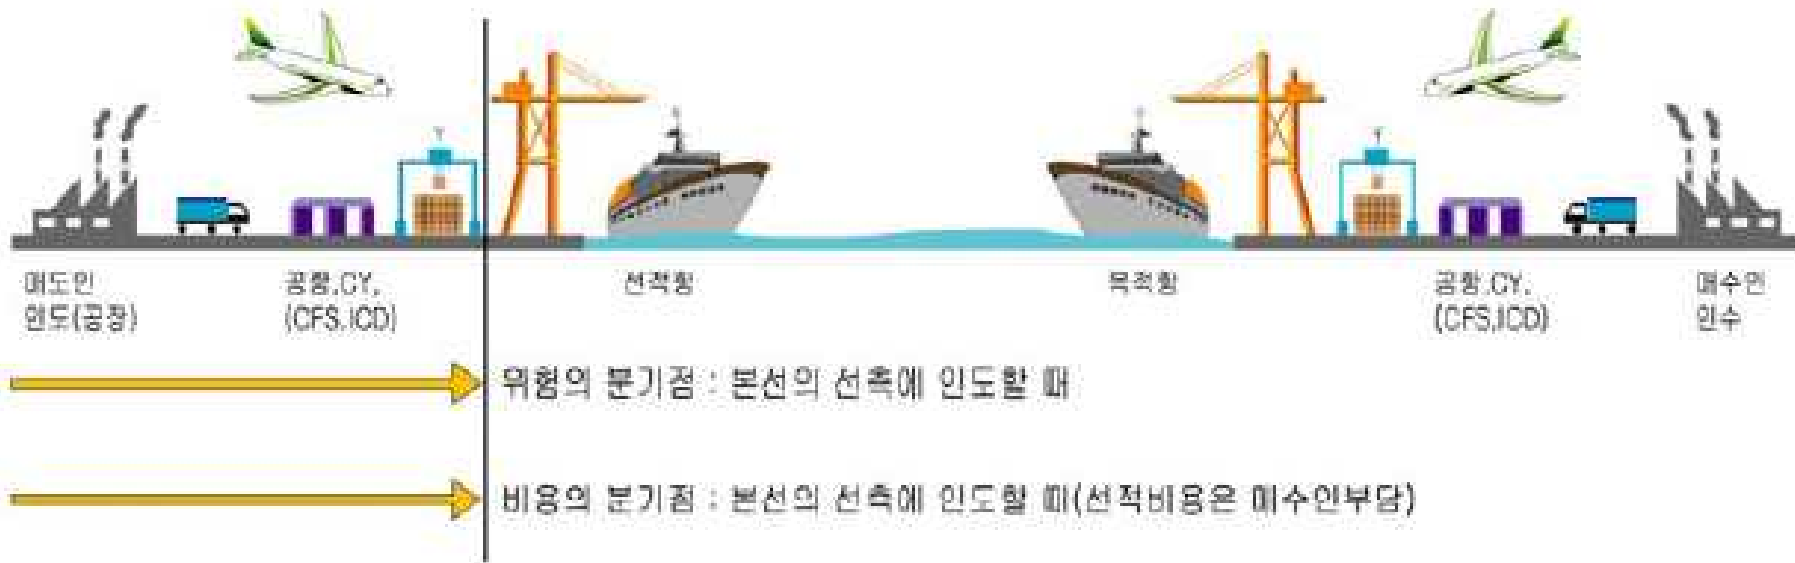 매도인
인도(공장)
공항.CY.
(CFS.ICD)
선적항
목적항
공항.CY.
(CFS.ICD)
매수인
인수
위험의 분기점 : 본선의 선측에 인도할 때
비용의 분기점 : 본선의 선측에 인도할 때(선적비용은 매수인부담)